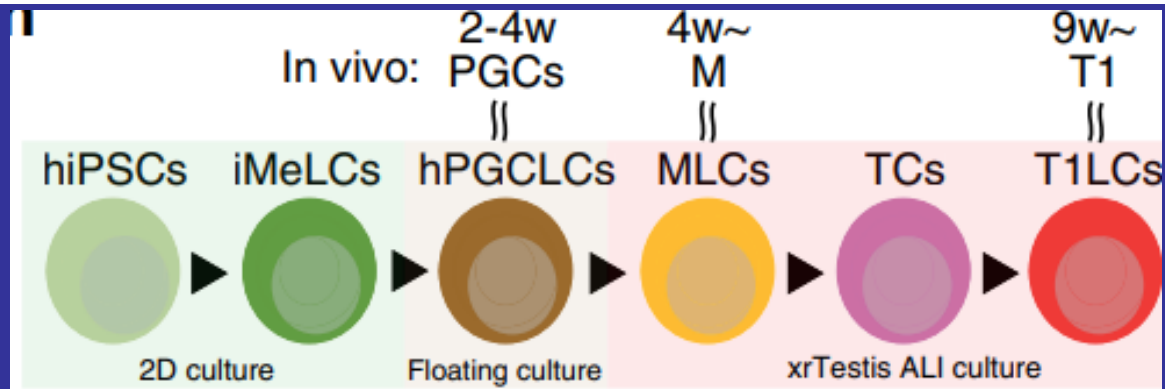 2-4w 4w~ 9w~
In vivo: PGCs M T1
hiPSCs iMeLCs hPGCLCs MLCs TCs T1LCs
2D culture Floating culture xrTestis ALI culture